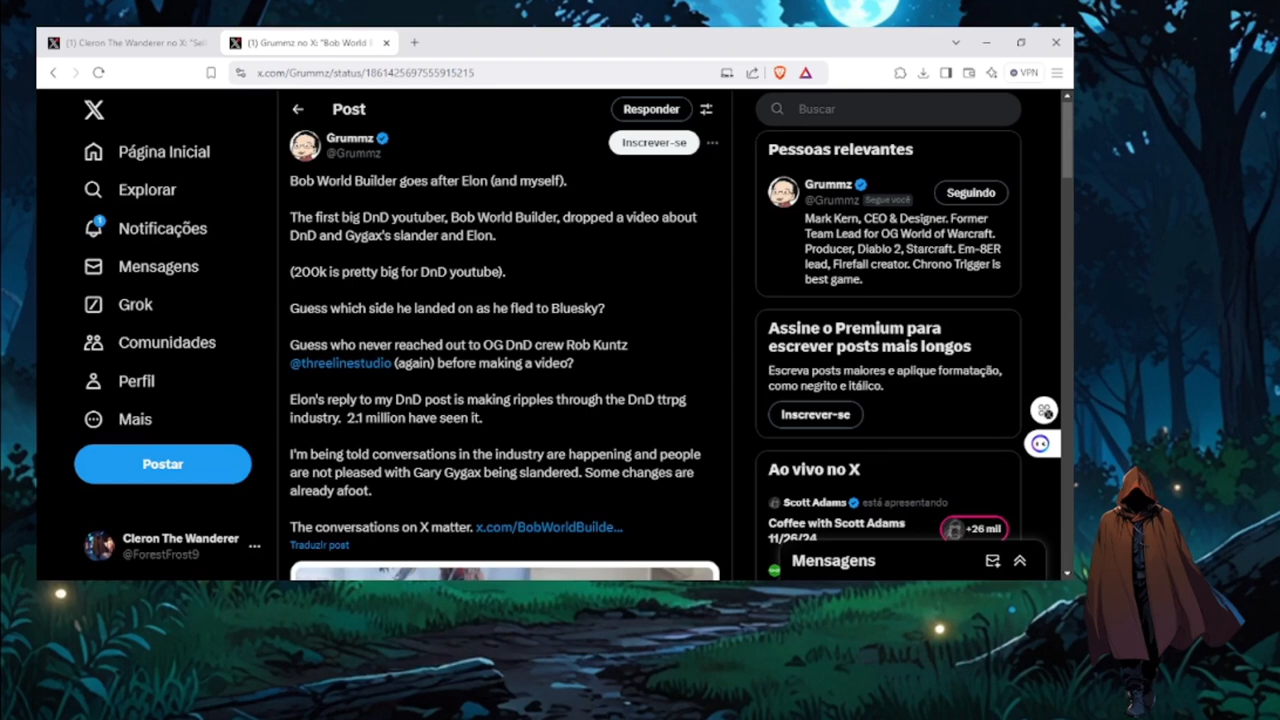 (1) Cleron The Wanderer no X: "Sell
(1) Grummz no X: "Bob World
x.com/Grummz/status/1861425697555915215
VPN
Página Inicial
Explorar
1
Notificações
Mensagens
Grok
Comunidades
Perfil
Mais
Postar
Cleron The Wanderer
@ForestFrost9
Post
Responder
Grummz
@Grummz
Inscrever-se
Bob World Builder goes after Elon (and myself).
The first big DnD youtuber, Bob World Builder, dropped a video about
DnD and Gygax's slander and Elon.
(200k is pretty big for DnD youtube).
Guess which side he landed on as he fled to Bluesky?
Guess who never reached out to OG DnD crew Rob Kuntz
@threelinestudio (again) before making a video?
Elon's reply to my DnD post is making ripples through the DnD ttrpg
industry. 2.1 million have seen it.
I'm being told conversations in the industry are happening and people
are not pleased with Gary Gygax being slandered. Some changes are
already afoot.
The conversations on X matter. x.com/BobWorldBuilde...
Traduzir post
Buscar
Pessoas relevantes
Grummz
@Grummz Segue você
Seguindo
Mark Kern, CEO & Designer. Former
Team Lead for OG World of Warcraft.
Producer, Diablo 2, Starcraft. Em-8ER
lead, Firefall creator. Chrono Trigger is
best game.
Assine o Premium para
escrever posts mais longos
Escreva posts maiores e aplique formatação,
como negrito e itálico.
Inscrever-se
Ao vivo no X
Scott Adams está apresentando
Coffee with Scott Adams
11/26/24
+26 mil
Mensagens